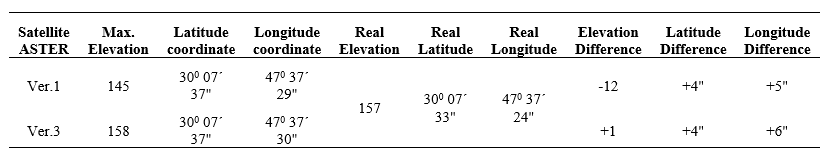 Satellite ASTER Max. Elevation Latitude coordinate Longitude coordinate Real Elevation Real Latitude Real Longitude Elevation Difference Latitude Difference Longitude Difference
Ver.1 145 30⁰ 07´ 37" 47⁰ 37´ 29" 157 30⁰ 07´ 33" 47⁰ 37´ 24" -12 +4" +5"
Ver.3 158 30⁰ 07´ 37" 47⁰ 37´ 30" +1 +4" +6"